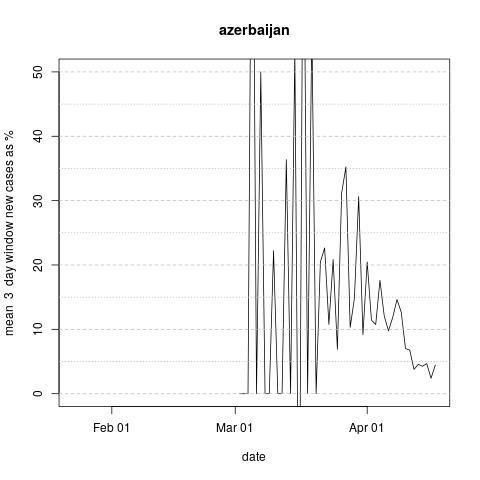 azerbaijan
mean  3  day window new cases as %
50
40
30
20
10
0
Feb 01
Mar 01
Apr 01
date